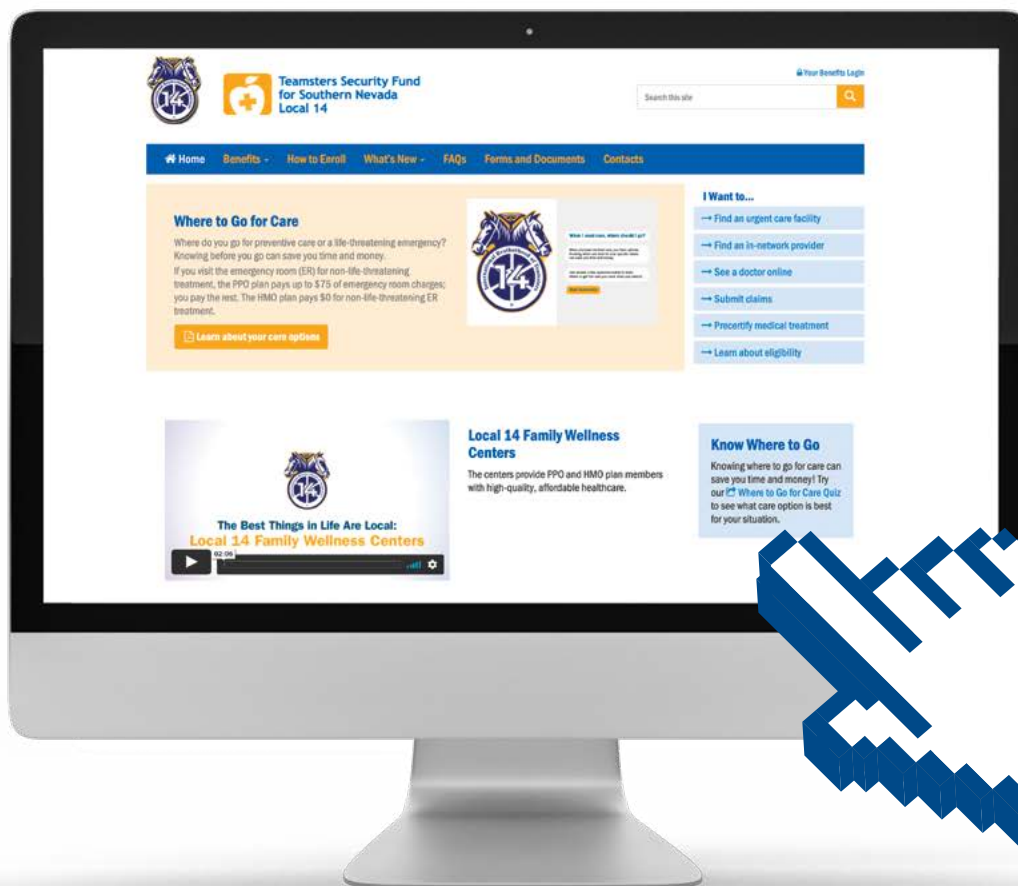 14
Teamsters Security Fund
for Southern Nevada
Local 14
Your Benefits Login
Search this site
Home Benefits How to Enroll What's New FAQs Forms and Documents Contacts
Where to Go for Care
Where do you go for preventive care or a life-threatening emergency?
Knowing before you go can save you time and money.
If you visit the emergency room (ER) for non-life-threatening
treatment, the PPO plan pays up to $75 of emergency room charges;
you pay the rest. The HMO plan pays $0 for non-life-threatening ER
treatment.
Learn about your care options
14
I Want to...
→ Find an urgent care facility
→ Find an in-network provider
→ See a doctor online
→ Submit claims
→ Precertify medical treatment
→ Learn about eligibility
14
The Best Things in Life Are Local:
Local 14 Family Wellness Centers
02:06
Local 14 Family Wellness
Centers
The centers provide PPO and HMO plan members
with high-quality, affordable healthcare.
Know Where to Go
Knowing where to go for care can
save you time and money! Try
our Where to Go for Care Quiz
to see what care option is best
for your situation.